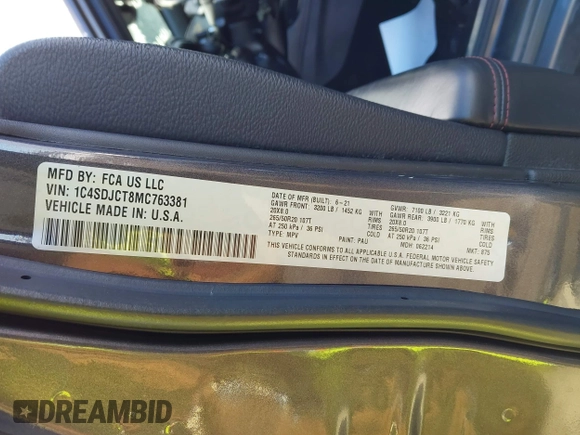 MFD BY: FCA US LLC
VIN: 1C4SDJCT8MC763381
VEHICLE MADE IN U.S.A.
DATE OF MFR (BUILT): 6-21 GVWR: 7100 LB / 3221 KG
GAWR FRONT: 3200 LB / 1452 KG GAWR REAR: 3900 LB / 1770 KG
20X8.0 RIMS 20X8.0 RIMS
265/50R20 107T TIRES 265/50R20 107T TIRES
AT 250 kPa / 36 PSI COLD AT 250 kPa / 36 PSI COLD
TYPE: MPV PAINT: PAU MDH: 062214 MKT: 875
THIS VEHICLE CONFORMS TO ALL APPLICABLE U.S.A. FEDERAL MOTOR VEHICLE SAFETY
STANDARDS IN EFFECT ON THE DATE OF MANUFACTURE SHOWN ABOVE.
DREAMBID